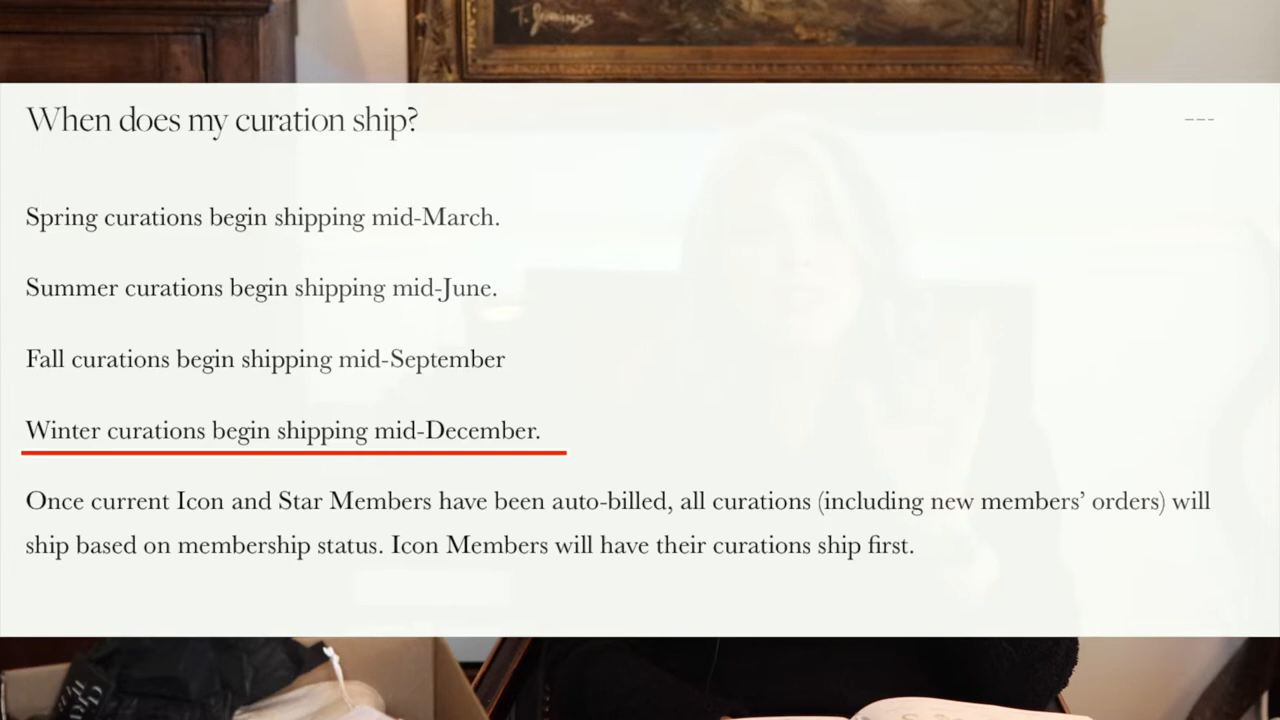 T. Jennings
When does my curation ship?
Spring curations begin shipping mid-March.
Summer curations begin shipping mid-June.
Fall curations begin shipping mid-September
Winter curations begin shipping mid-December.
Once current Icon and Star Members have been auto-billed, all curations (including new members’ orders) will
ship based on membership status. Icon Members will have their curations ship first.